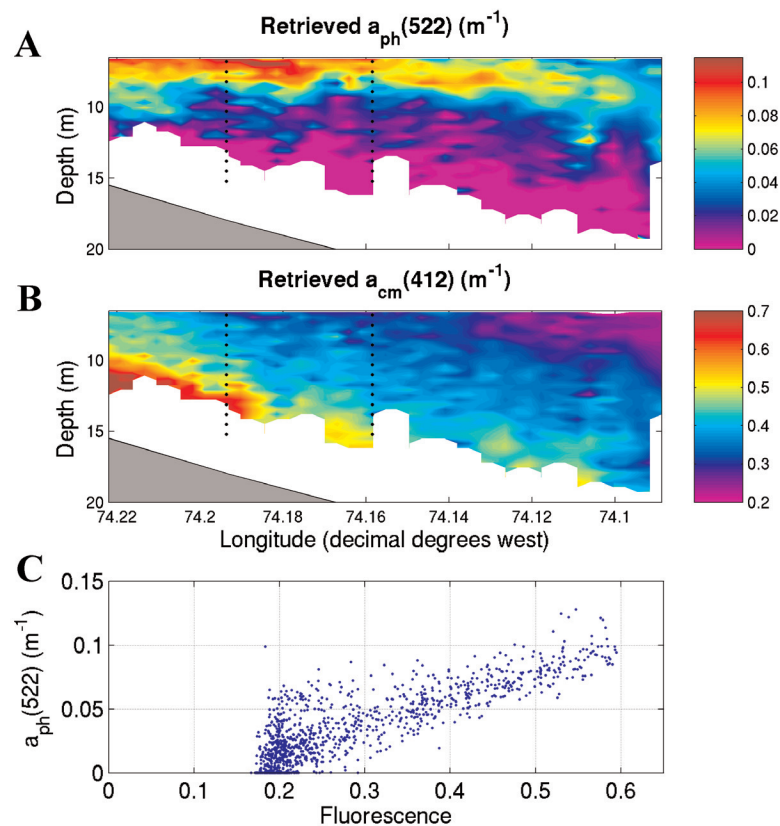 A
Retrieved a_ph(522) (m^-1)
Depth (m)
10
15
20
0.1
0.08
0.06
0.04
0.02
0
B
Retrieved a_cm(412) (m^-1)
Depth (m)
10
15
20
0.7
0.6
0.5
0.4
0.3
0.2
74.22 74.2 74.18 74.16 74.14 74.12 74.1
Longitude (decimal degrees west)
C
a_ph(522) (m^-1)
0.15
0.1
0.05
0
0 0.1 0.2 0.3 0.4 0.5 0.6
Fluorescence